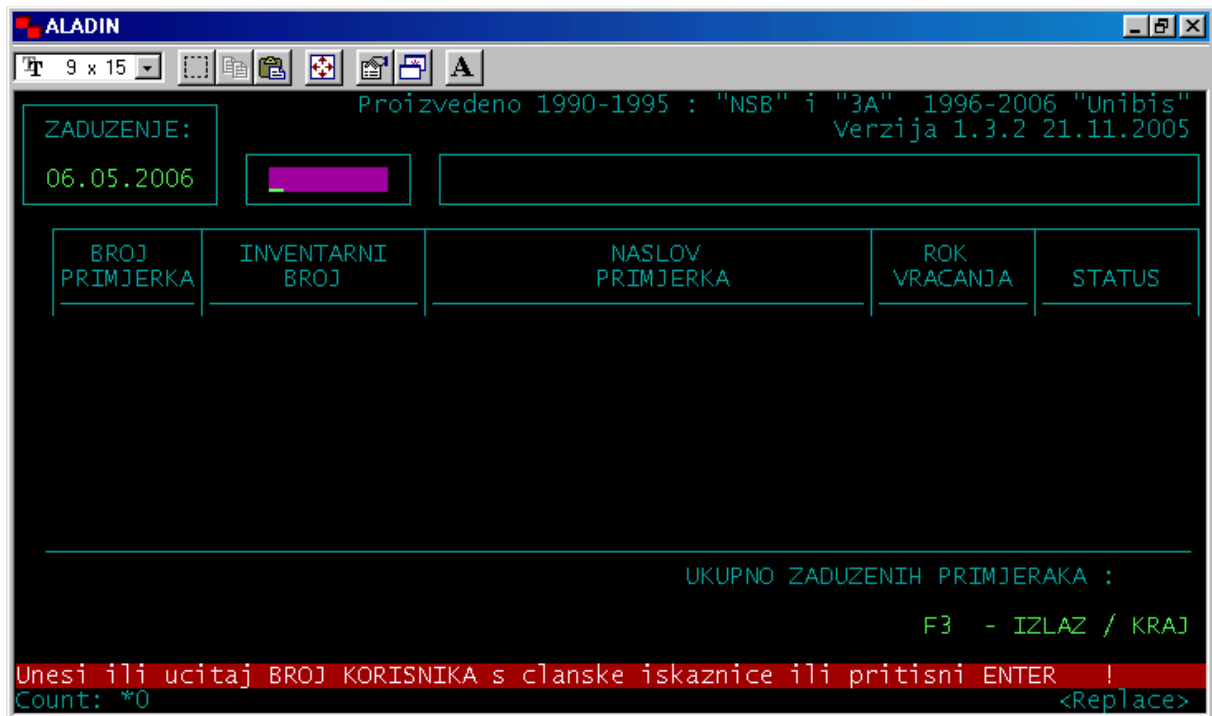 ALADIN
9 x 15
A
Proizvedeno 1990-1995 : "NSB" i "3A" 1996-2006 "Unibis"
ZADUZENJE:
Verzija 1.3.2 21.11.2005
06.05.2006
BROJ PRIMJERKA
INVENTARNI BROJ
NASLOV PRIMJERKA
ROK VRACANJA
STATUS
UKUPNO ZADUZENIH PRIMJERAKA :
F3 - IZLAZ / KRAJ
Unesi ili ucitaj BROJ KORISNIKA s clanske iskaznice ili pritisni ENTER !
Count: *0 <Replace>